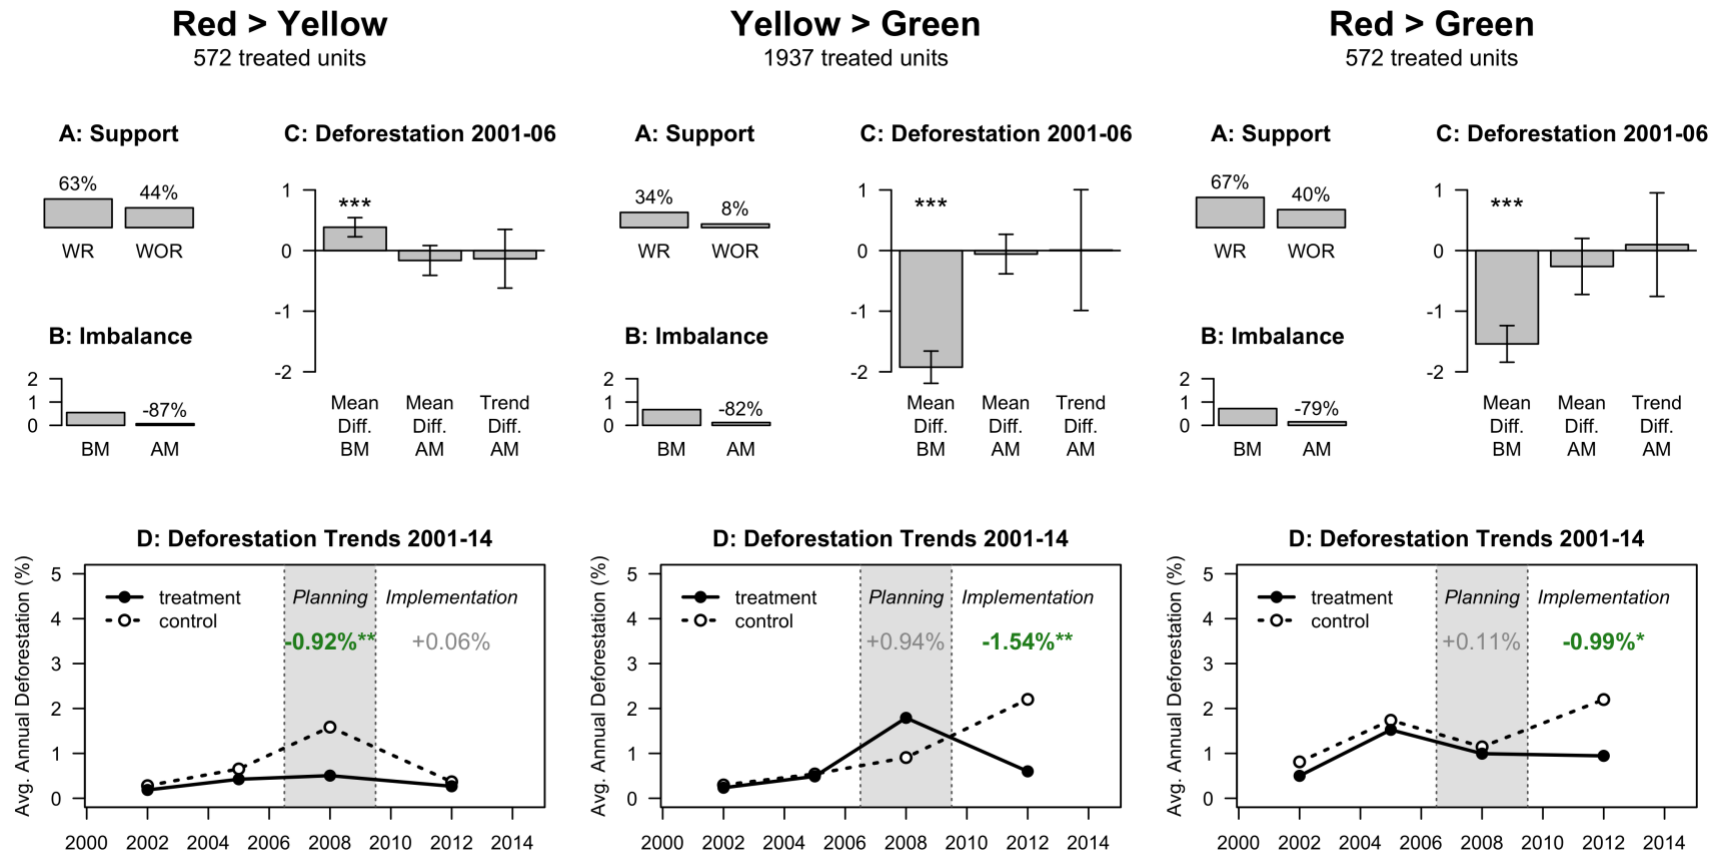 Red > Yellow
572 treated units
A: Support
63%
44%
WR
WOR
B: Imbalance
2
1
0
-87%
BM
AM
C: Deforestation 2001-06
1
0
-1
-2
***
Mean Diff. BM
Mean Diff. AM
Trend Diff. AM
D: Deforestation Trends 2001-14
Avg. Annual Deforestation (%)
5
4
3
2
1
0
treatment
control
Planning
Implementation
-0.92%**
+0.06%
2000 2002 2004 2006 2008 2010 2012 2014
Yellow > Green
1937 treated units
A: Support
34%
8%
WR
WOR
B: Imbalance
2
1
0
-82%
BM
AM
C: Deforestation 2001-06
1
0
-1
-2
***
Mean Diff. BM
Mean Diff. AM
Trend Diff. AM
D: Deforestation Trends 2001-14
Avg. Annual Deforestation (%)
5
4
3
2
1
0
treatment
control
Planning
Implementation
+0.94%
-1.54%**
2000 2002 2004 2006 2008 2010 2012 2014
Red > Green
572 treated units
A: Support
67%
40%
WR
WOR
B: Imbalance
2
1
0
-79%
BM
AM
C: Deforestation 2001-06
1
0
-1
-2
***
Mean Diff. BM
Mean Diff. AM
Trend Diff. AM
D: Deforestation Trends 2001-14
Avg. Annual Deforestation (%)
5
4
3
2
1
0
treatment
control
Planning
Implementation
+0.11%
-0.99%*
2000 2002 2004 2006 2008 2010 2012 2014